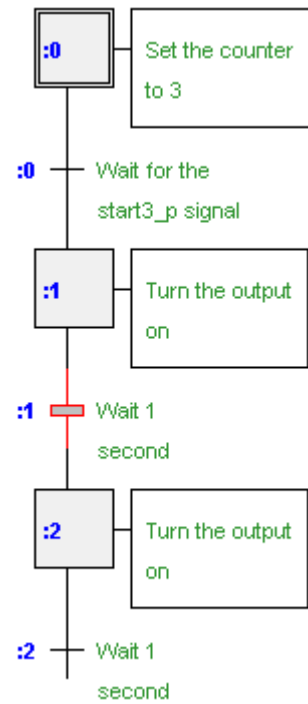 :0
Set the counter
to 3
:0
Wait for the
start3_p signal
:1
Turn the output
on
:1
Wait 1
second
:2
Turn the output
on
:2
Wait 1
second